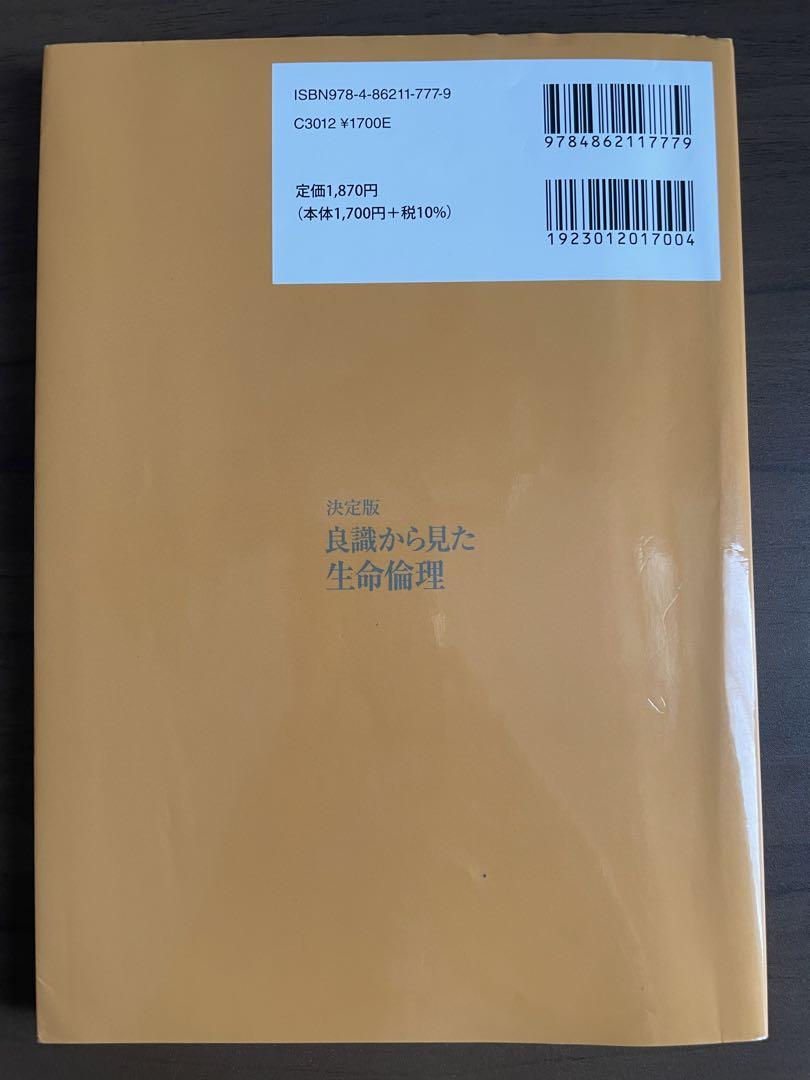 ISBN978-4-86211-777-9
C3012 ¥1700E
9784862117779
定価1,870円
（本体1,700円＋税10%）
1923012017004
決定版
良識から見た
生命倫理